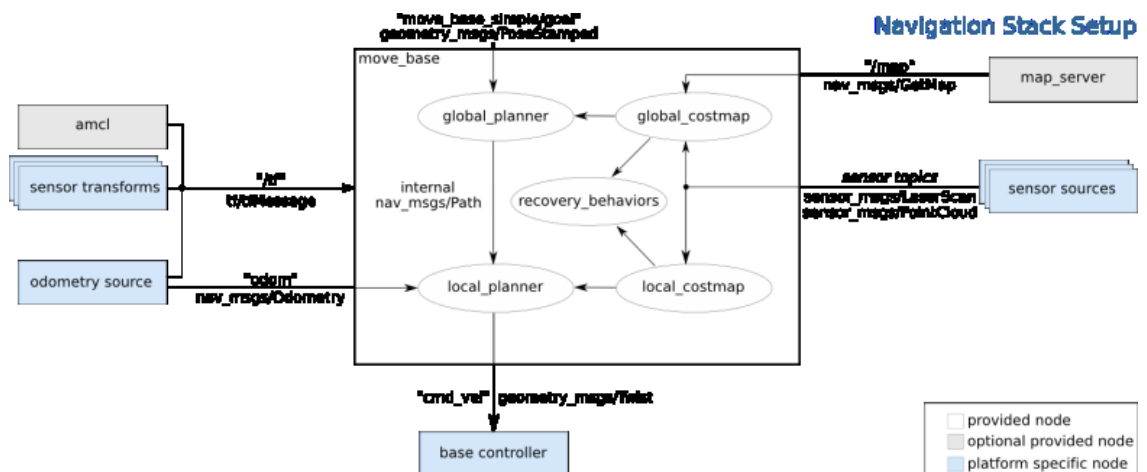 "move_base_simple/goal"
geometry_msgs/PoseStamped
Navigation Stack Setup
move_base
"/map"
nav_msgs/GetMap
map_server
amcl
global_planner
global_costmap
sensor transforms
"/tf"
tf/tfMessage
internal
nav_msgs/Path
recovery_behaviors
sensor topics
sensor_msgs/LaserScan
sensor_msgs/PointCloud
sensor sources
odometry source
"odom"
nav_msgs/Odometry
local_planner
local_costmap
"cmd_vel" geometry_msgs/Twist
base controller
provided node
optional provided node
platform specific node